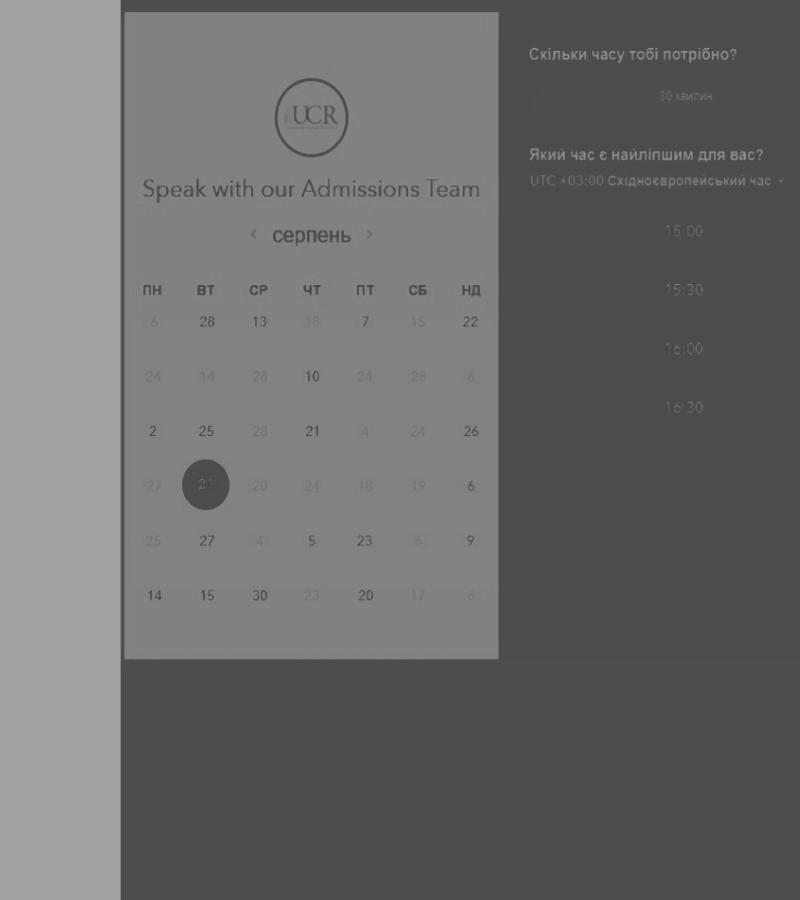 UCR
Speak with our Admissions Team
‹ серпень ›
ПН ВТ СР ЧТ ПТ СБ НД
6 28 13 18 7 15 22
24 14 28 10 24 28 6
2 25 28 21 4 24 26
27 21 20 24 18 19 6
25 27 4 5 23 6 9
14 15 30 23 20 17 6
Скільки часу тобі потрібно?
30 хвилин
Який час є найліпшим для вас?
UTC +03:00 Східноєвропейський час
15:00
15:30
16:00
16:30